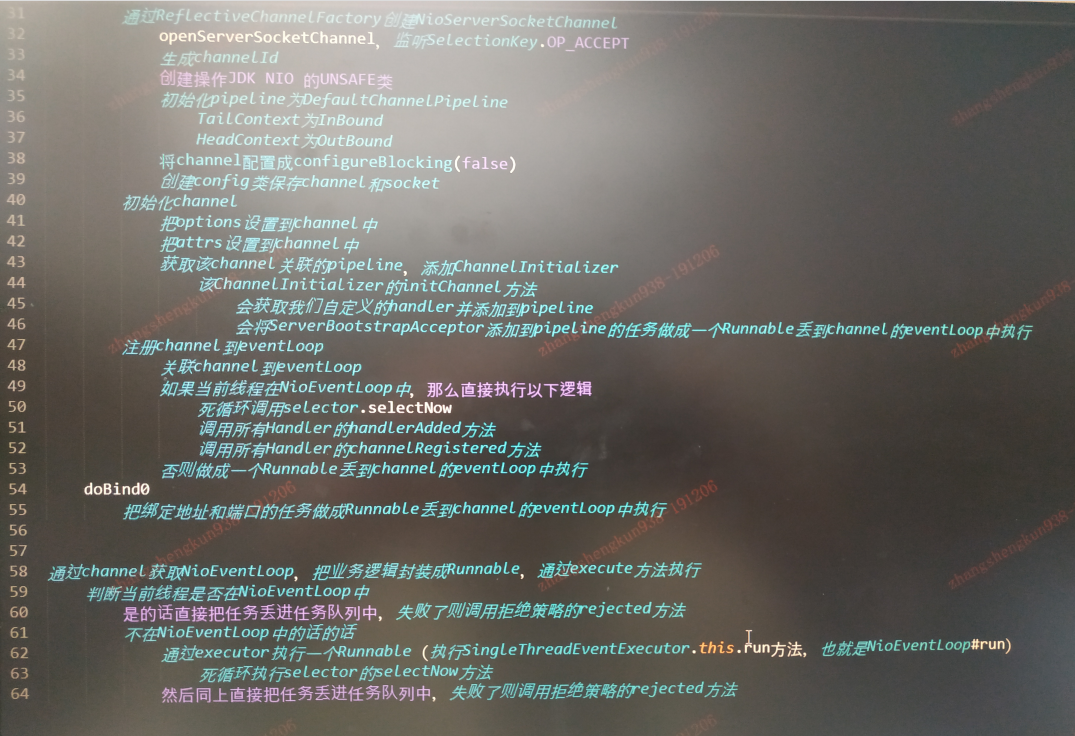 31 通过ReflectiveChannelFactory创建NioServerSocketChannel
32 openServerSocketChannel, 监听SelectionKey.OP_ACCEPT
33 生成channelId
34 创建操作JDK NIO 的UNSAFE类
35 初始化pipeline为DefaultChannelPipeline
36 TailContext为InBound
37 HeadContext为OutBound
38 将channel配置成configureBlocking(false)
39 创建config类保存channel和socket
40 初始化channel
41 把options设置到channel中
42 把attrs设置到channel中
43 获取该channel关联的pipeline, 添加ChannelInitializer
44 该ChannelInitializer的initChannel方法
45 会获取我们自定义的handler并添加到pipeline
46 会将ServerBootstrapAcceptor添加到pipeline的任务做成一个Runnable丢到channel的eventLoop中执行
47 注册channel到eventLoop
48 关联channel到eventLoop
49 如果当前线程在NioEventLoop中, 那么直接执行以下逻辑
50 死循环调用selector.selectNow
51 调用所有Handler的handlerAdded方法
52 调用所有Handler的channelRegistered方法
53 否则做成一个Runnable丢到channel的eventLoop中执行
54 doBind0
55 把绑定地址和端口的任务做成Runnable丢到channel的eventLoop中执行
56
57
58 通过channel获取NioEventLoop, 把业务逻辑封装成Runnable, 通过execute方法执行
59 判断当前线程是否在NioEventLoop中
60 是的话直接把任务丢进任务队列中, 失败了则调用拒绝策略的rejected方法
61 不在NioEventLoop中的话的话
62 通过executor执行一个Runnable (执行SingleThreadEventExecutor.this.run方法, 也就是NioEventLoop#run)
63 死循环执行selector的selectNow方法
64 然后同上直接把任务丢进任务队列中, 失败了则调用拒绝策略的rejected方法
zhangshengkun938-191206